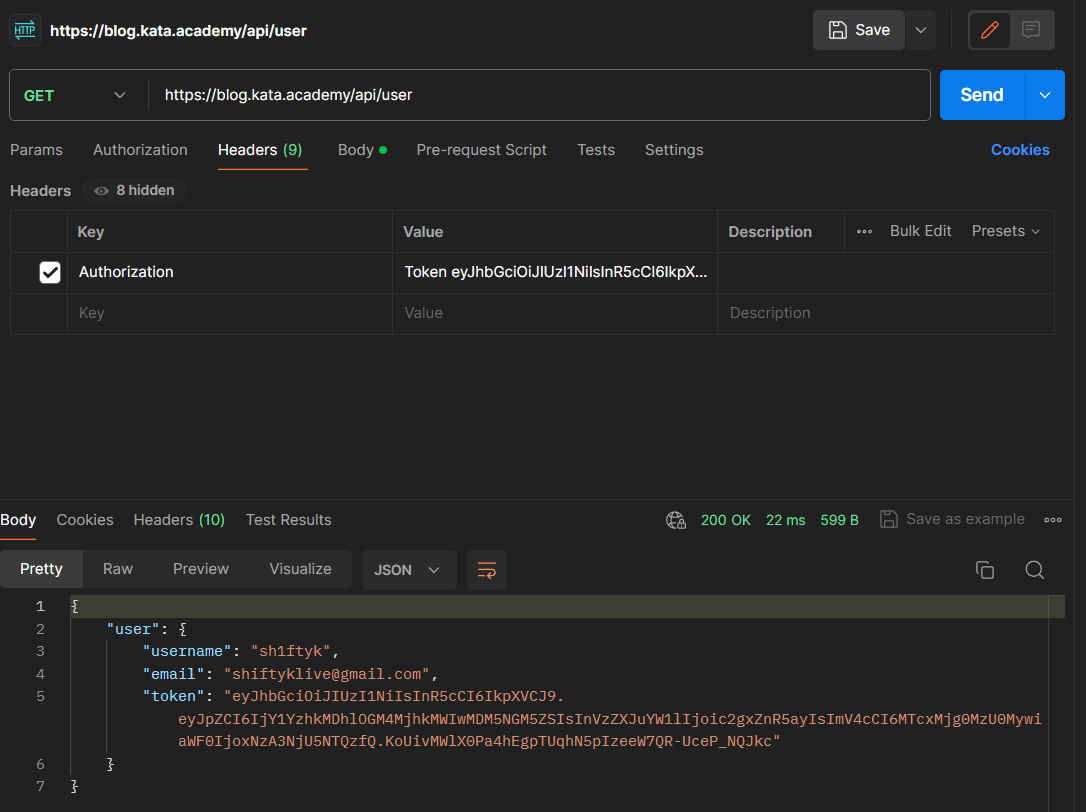 HTTP https://blog.kata.academy/api/user Save
GET https://blog.kata.academy/api/user Send
Params Authorization Headers (9) Body Pre-request Script Tests Settings Cookies
Headers 8 hidden
Key Value Description ••• Bulk Edit Presets
Authorization Token eyJhbGciOiJIUzI1NiIsInR5cCI6IkpX...
Key Value Description
Body Cookies Headers (10) Test Results 200 OK 22 ms 599 B Save as example •••
Pretty Raw Preview Visualize JSON
1 {
2 "user": {
3 "username": "sh1ftyk",
4 "email": "shiftyklive@gmail.com",
5 "token": "eyJhbGciOiJIUzI1NiIsInR5cCI6IkpXVCJ9.
eyJpZCI6IjY1YzhkMDhlOGM4MjhkMWIwMDM5NGM5ZSIsInVzZXJuYW1lIjoic2gxZnR5ayIsImV4cCI6MTcxMjg0MzU0Mywi
aWF0IjoxNzA3NjU5NTQzfQ.KoUivMWlX0Pa4hEgpTUqhN5pIzeeW7QR-UceP_NQJkc"
6 }
7 }